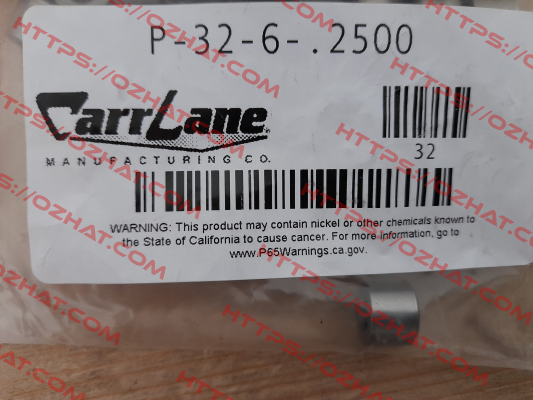 P-32-6-.2500
CarrLane®
MANUFACTURING CO.
32
WARNING: This product may contain nickel or other chemicals known to
the State of California to cause cancer. For more information, go to
www.P65Warnings.ca.gov.
HTTPS://OZHAT.COM